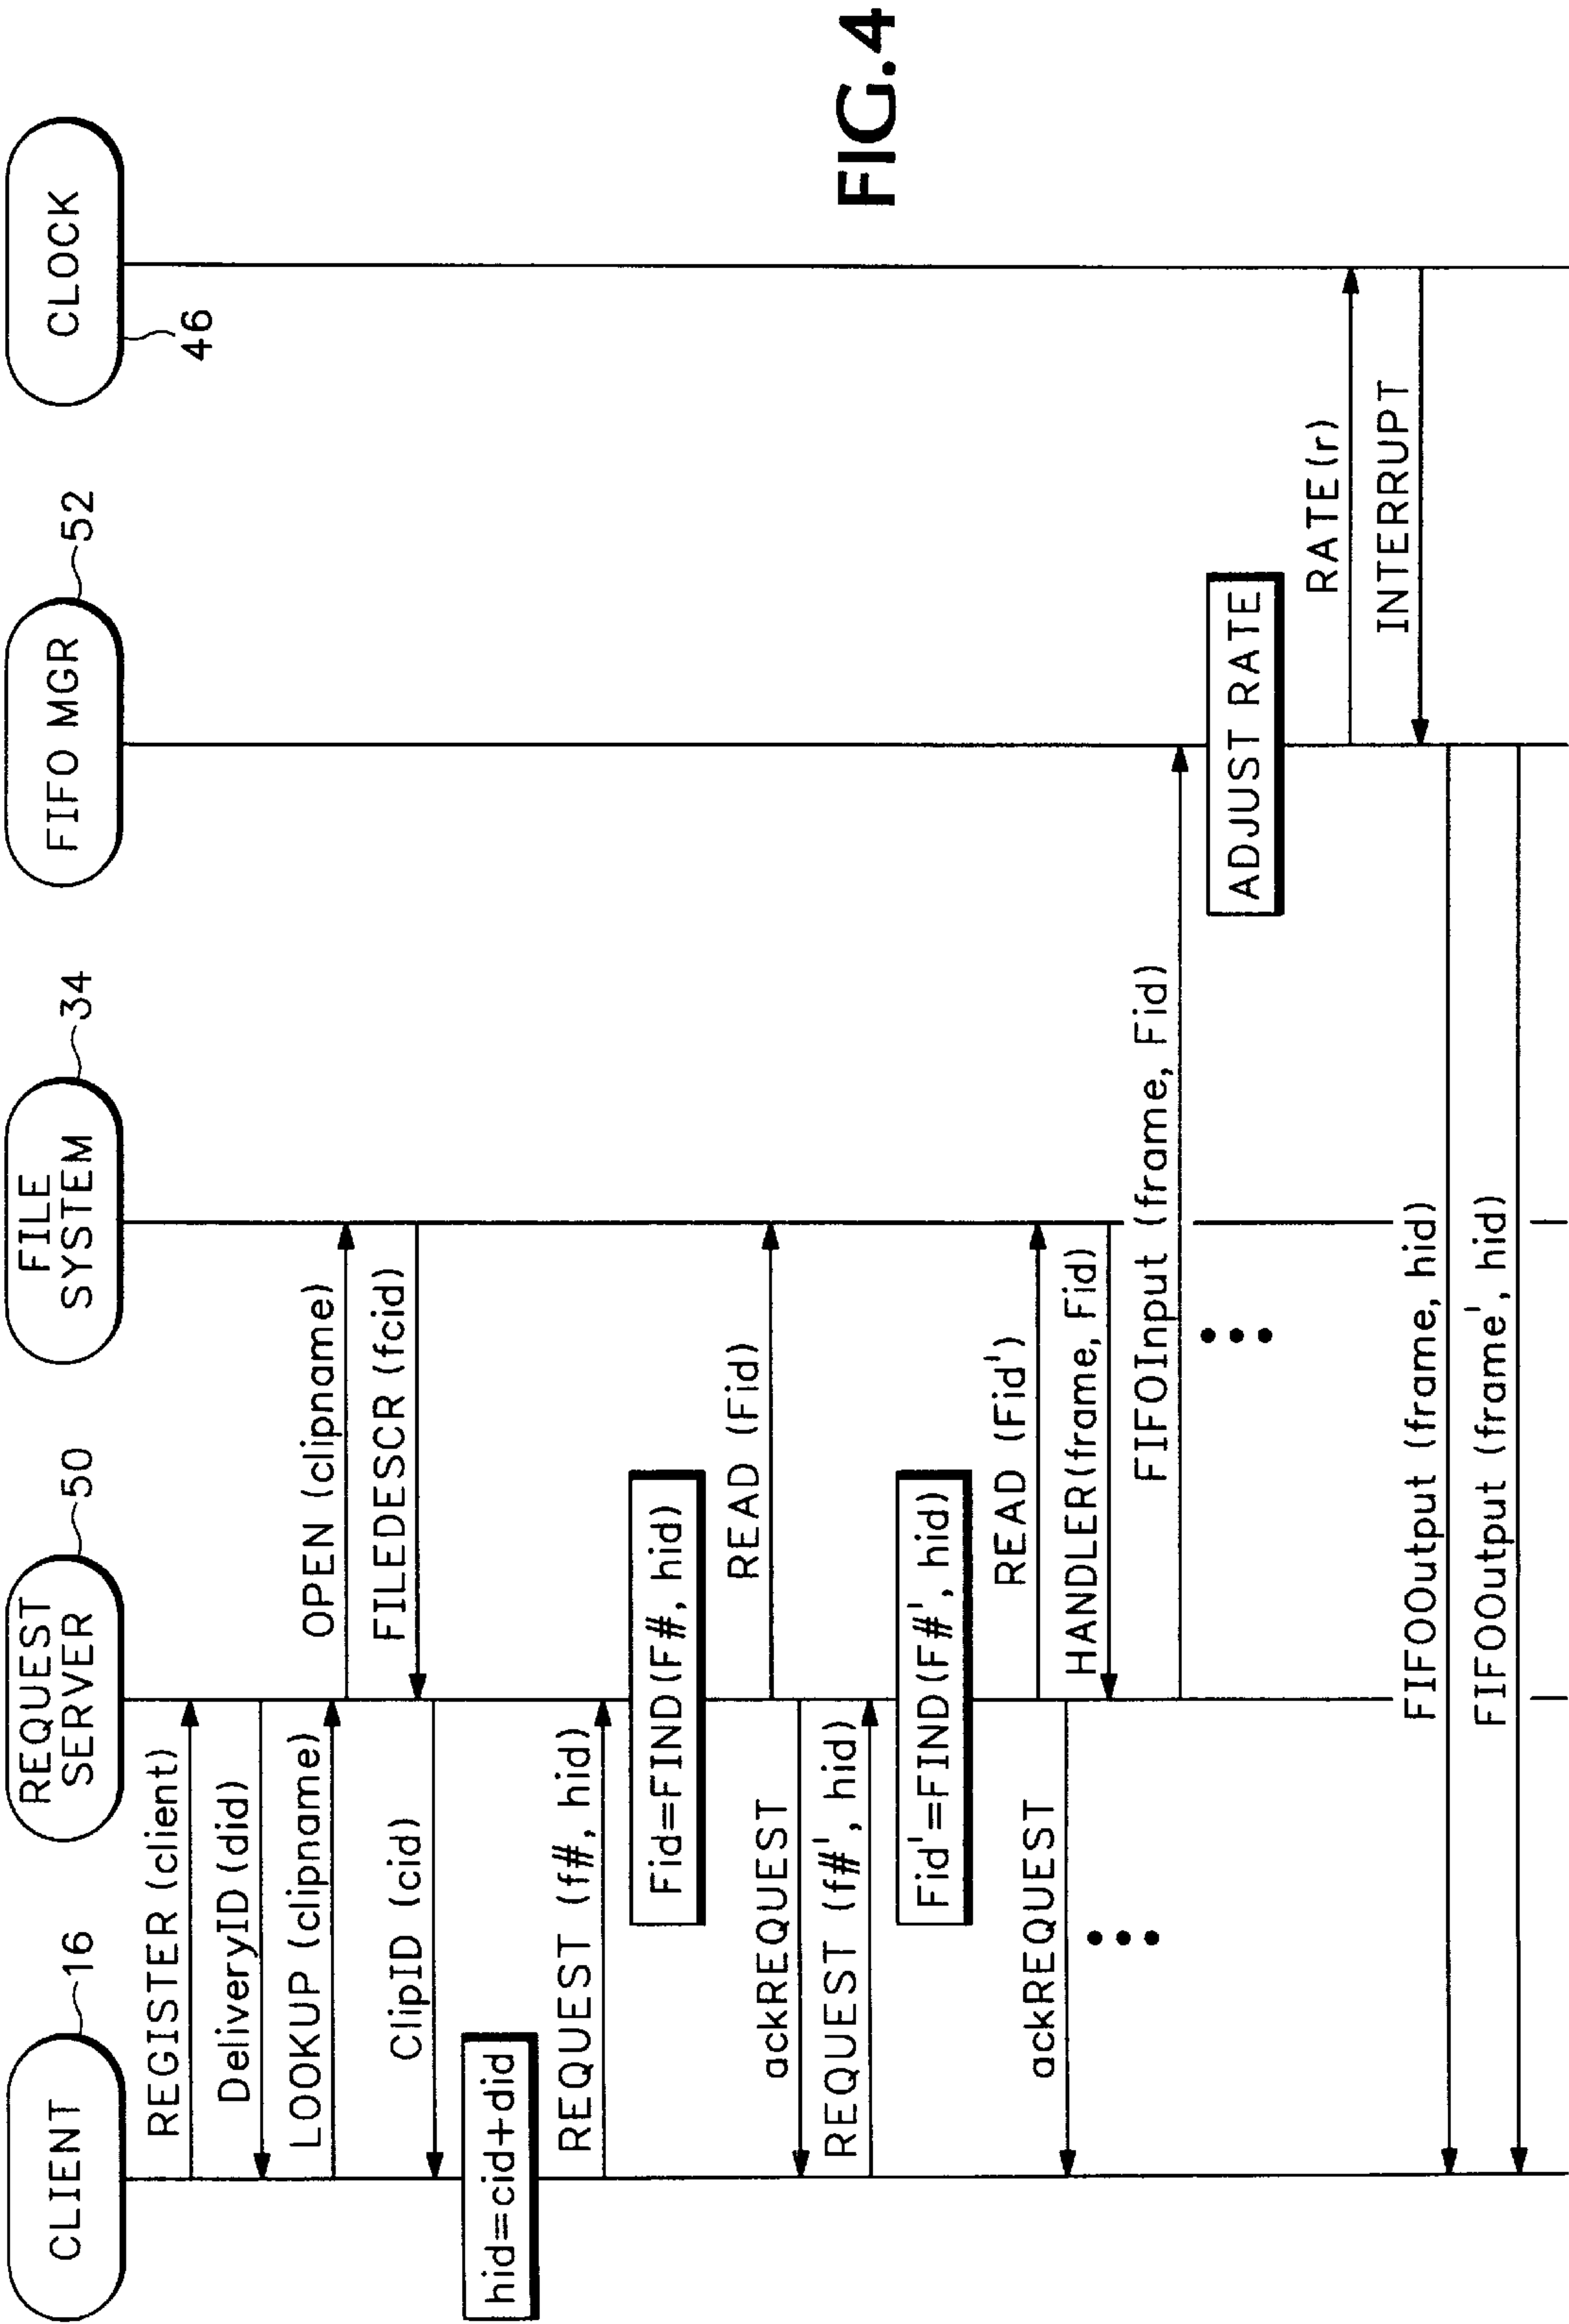 CLIENT
16
REQUEST
SERVER
50
FILE
SYSTEM
34
FIFO MGR
52
CLOCK
46
REGISTER (client)
DeliveryID (did)
LOOKUP (clipname)
OPEN (clipname)
FILEDESCR (fcid)
ClipID (cid)
hid=cid+did
REQUEST (f#, hid)
Fid=FIND(F#, hid)
READ (Fid)
ackREQUEST
REQUEST (f#', hid)
Fid'=FIND(F#', hid)
READ (Fid')
ackREQUEST
HANDLER(frame, Fid)
FIFOInput (frame, Fid)
ADJUST RATE
RATE(r)
INTERRUPT
FIFOOutput (frame, hid)
FIFOOutput (frame', hid)
FIG.4